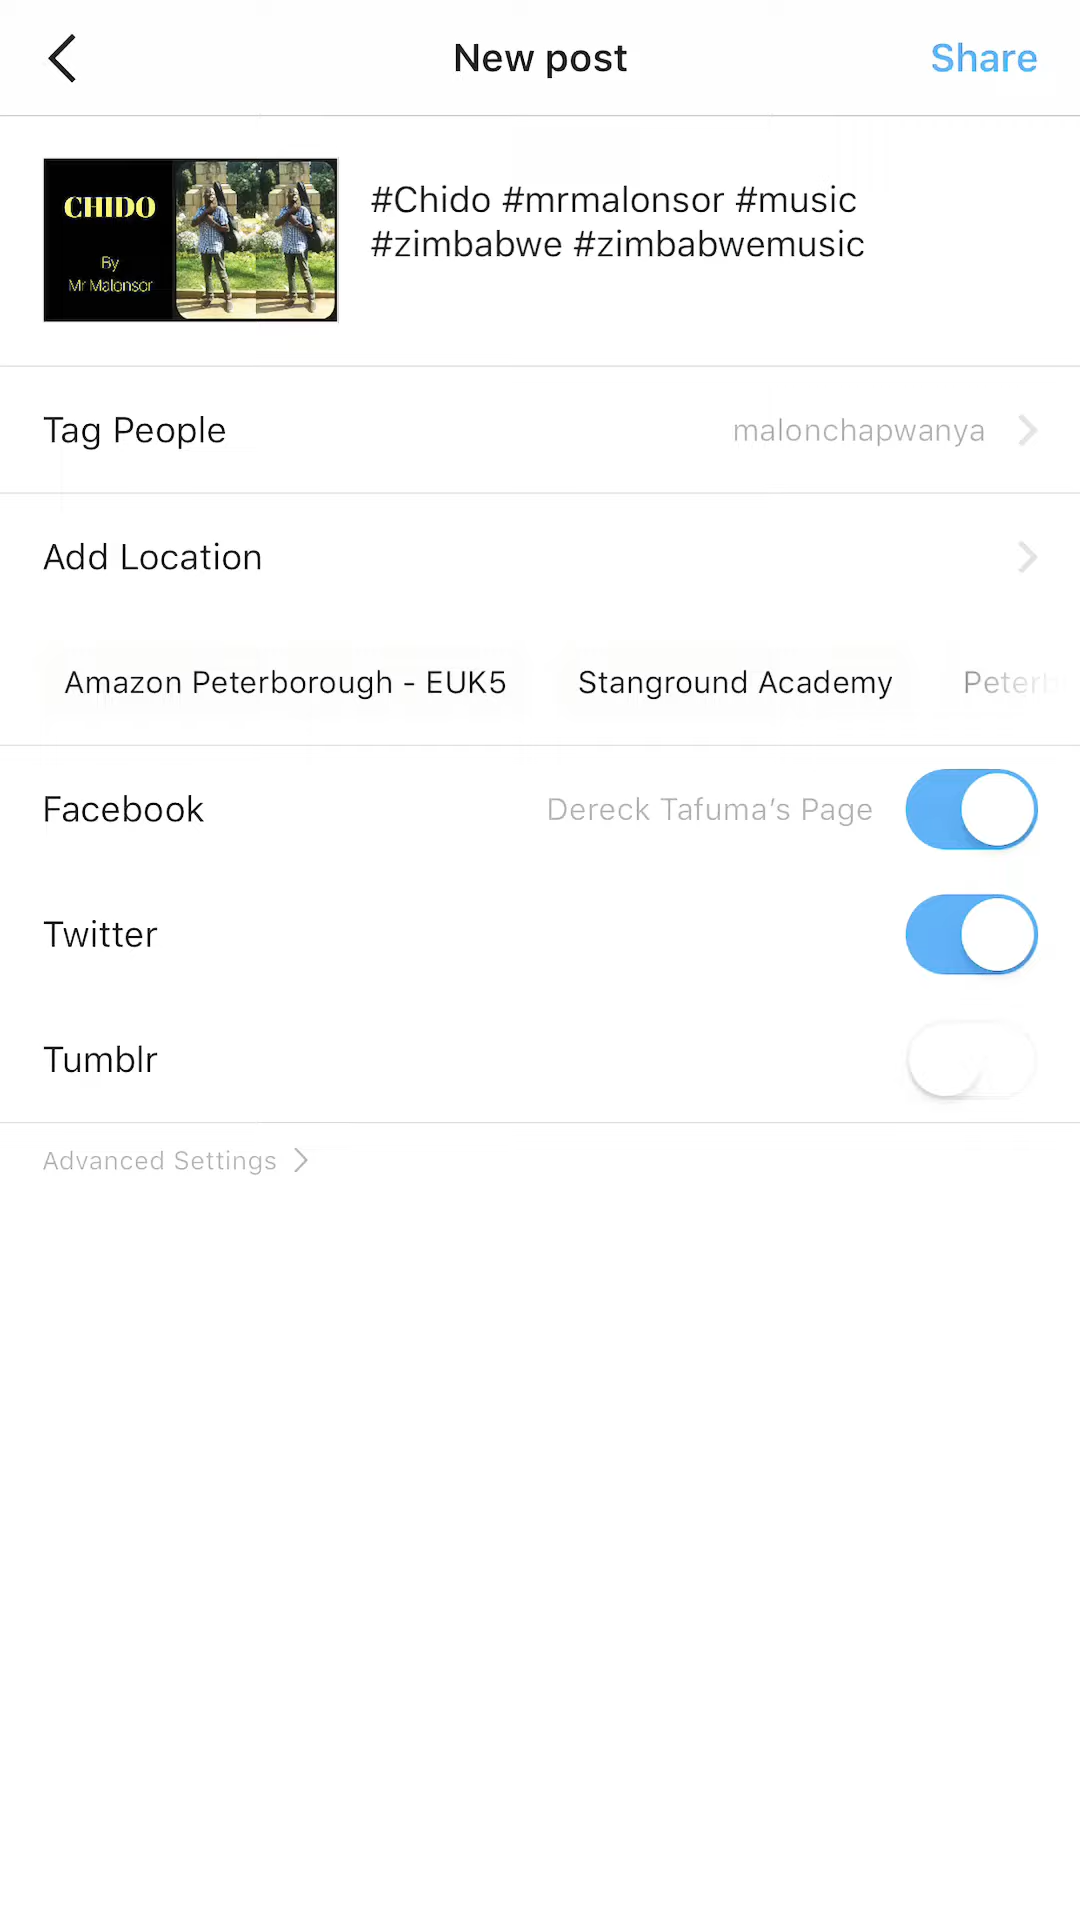 New post
Share
CHIDO
By
Mr Malonsor
#Chido #mrmalonsor #music
#zimbabwe #zimbabwemusic
Tag People
malonchapwanya
Add Location
Amazon Peterborough - EUK5
Stanground Academy
Facebook
Dereck Tafuma's Page
Twitter
Tumblr
Advanced Settings